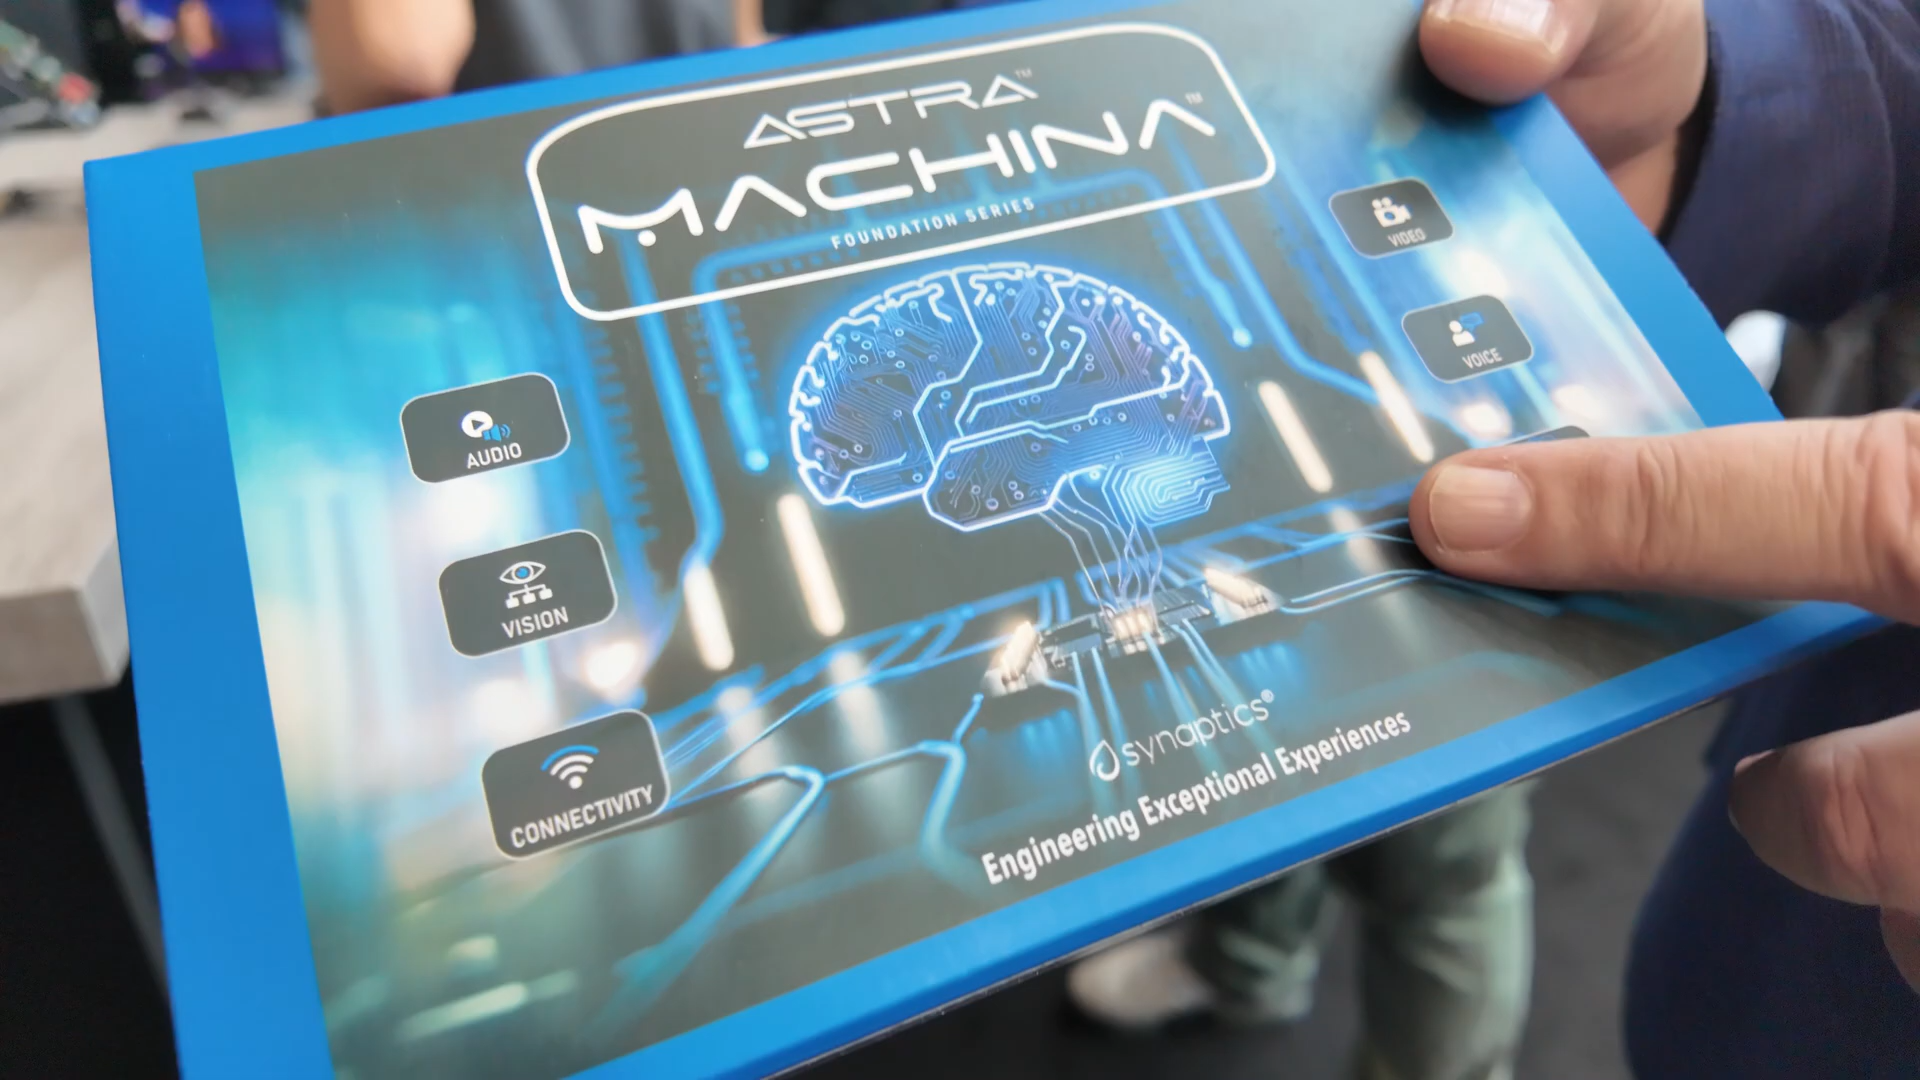 ASTRA™
MACHINA™
FOUNDATION SERIES
VIDEO
VOICE
AUDIO
VISION
CONNECTIVITY
synaptics®
Engineering Exceptional Experiences